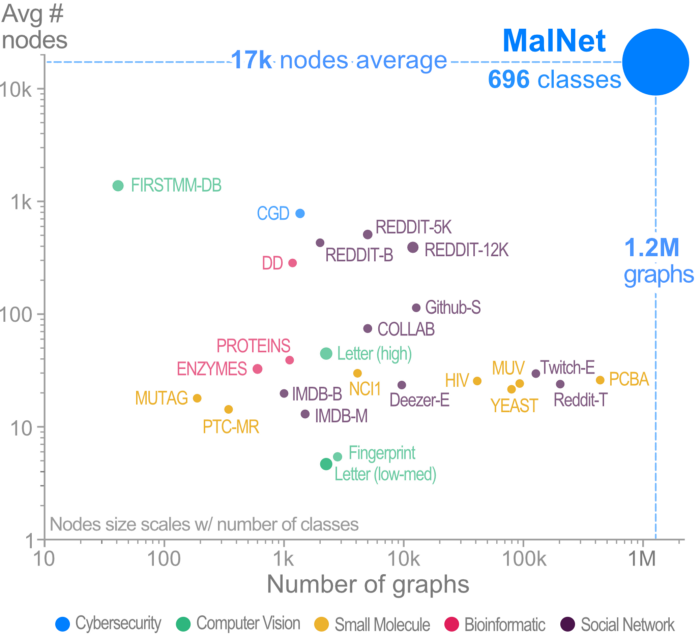 Avg #
nodes
MalNet
17k nodes average
696 classes
10k
FIRSTMM-DB
1k
CGD
REDDIT-5K
REDDIT-B
REDDIT-12K
1.2M
graphs
DD
Github-S
100
COLLAB
PROTEINS
Letter (high)
ENZYMES
MUV
Twitch-E
HIV
PCBA
NCI1
MUTAG
IMDB-B
Deezer-E
YEAST
Reddit-T
IMDB-M
PTC-MR
10
Fingerprint
Letter (low-med)
Nodes size scales w/ number of classes
1
10
100
1k
10k
100k
1M
Number of graphs
Cybersecurity
Computer Vision
Small Molecule
Bioinformatic
Social Network